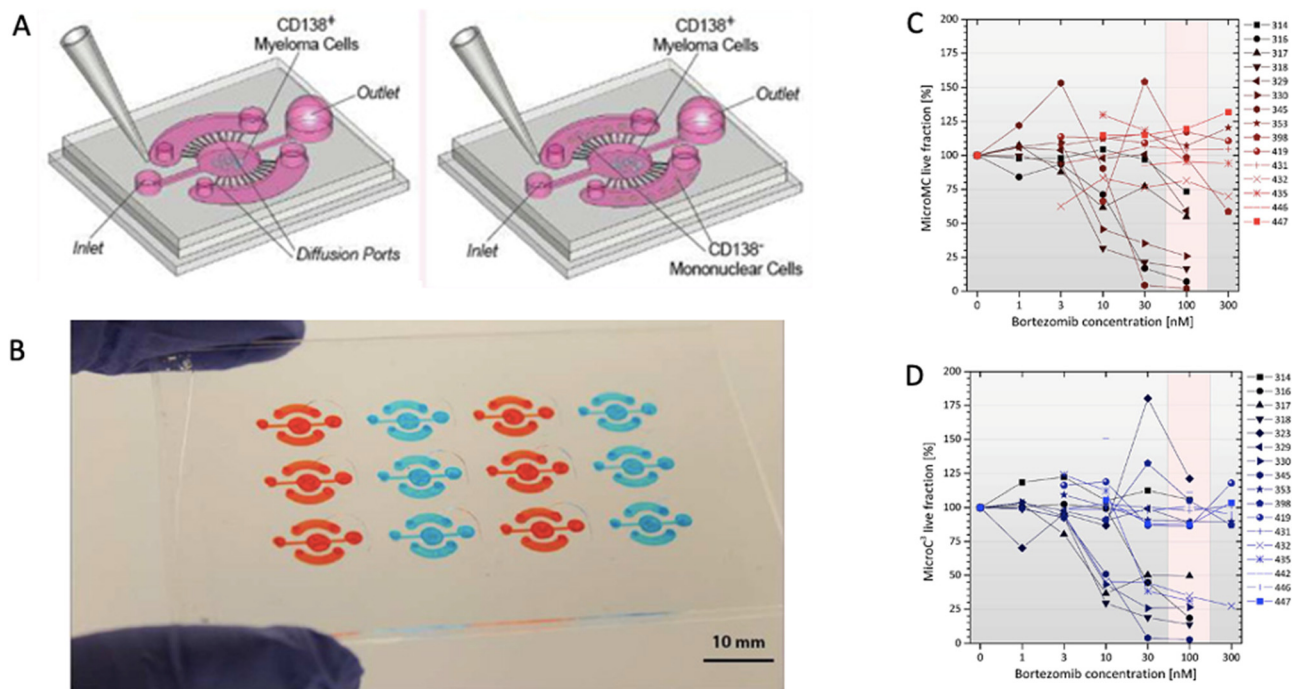 A
CD138+
Myeloma Cells
Outlet
Inlet
Diffusion Ports
CD138+
Myeloma Cells
Outlet
Inlet
CD138-
Mononuclear Cells
B
10 mm
C
MicroMC live fraction [%]
200
175
150
125
100
75
50
25
0
0 1 3 10 30 100 300
Bortezomib concentration [nM]
314
316
317
318
329
330
345
353
398
419
431
432
435
446
447
D
MicroC³ live fraction [%]
200
175
150
125
100
75
50
25
0
0 1 3 10 30 100 300
Bortezomib concentration [nM]
314
316
317
318
323
329
330
345
353
398
419
431
432
435
442
446
447